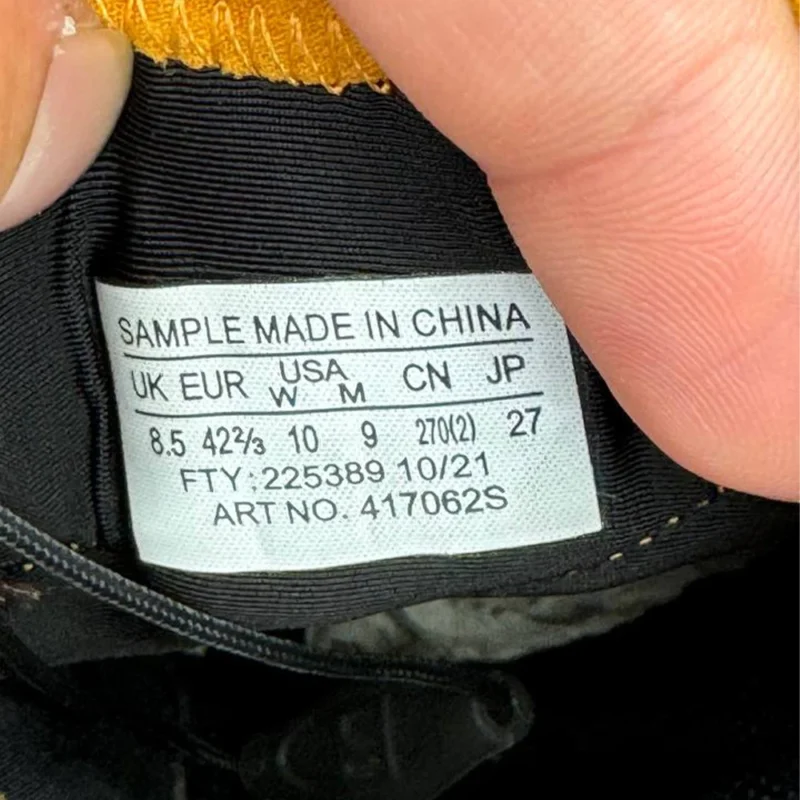 SAMPLE MADE IN CHINA
UK EUR USA W M CN JP
8.5 42⅔ 10 9 270(2) 27
FTY:225389 10/21
ART NO. 417062S